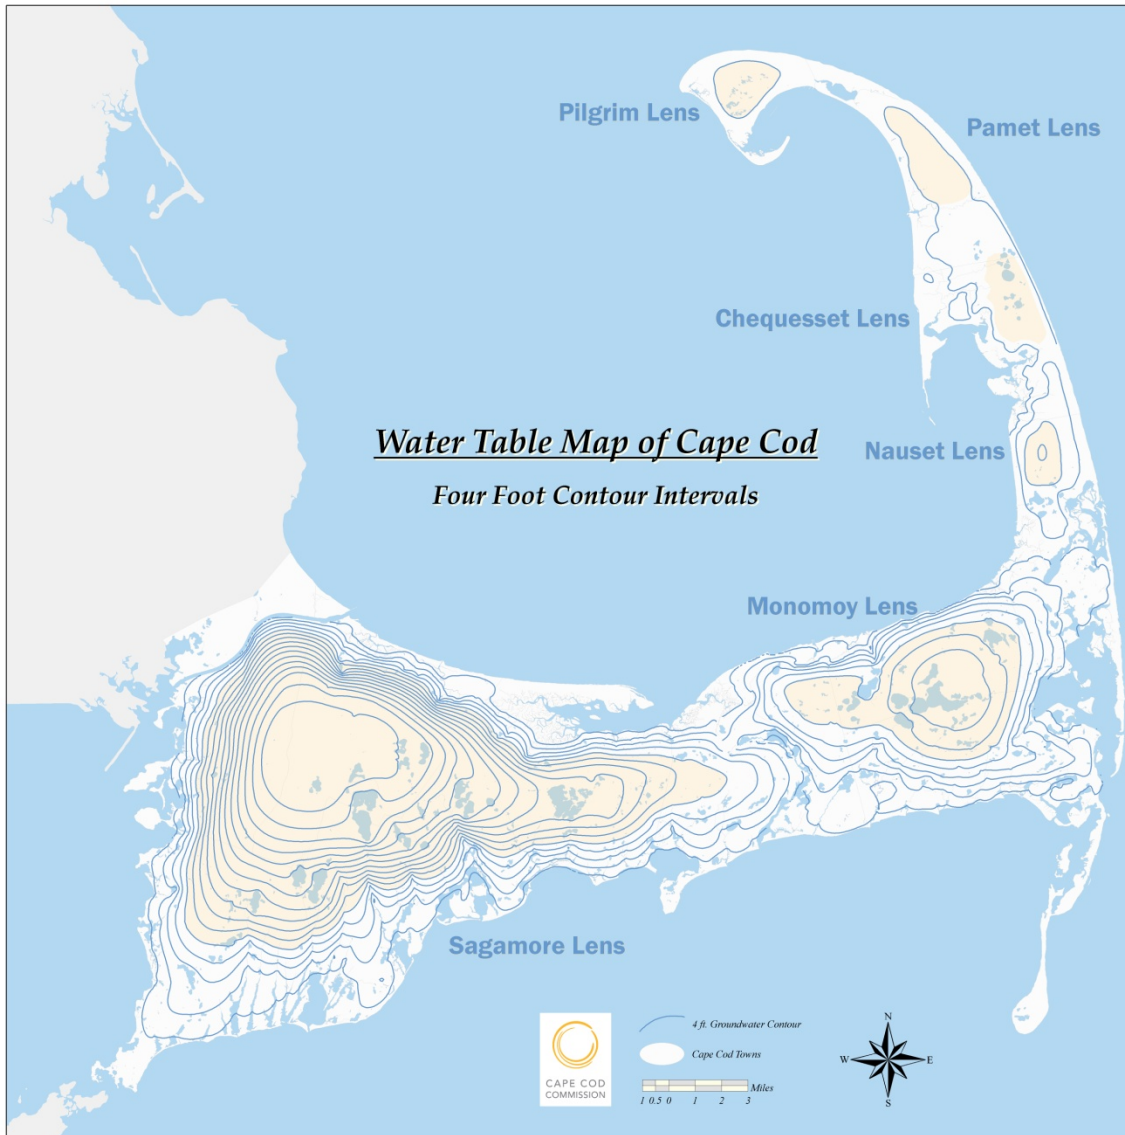 Pilgrim Lens
Pamet Lens
Chequesset Lens
Water Table Map of Cape Cod
Nauset Lens
Four Foot Contour Intervals
Monomoy Lens
Sagamore Lens
CAPE COD
COMMISSION
4 ft. Groundwater Contour
Cape Cod Towns
Miles
1 0.5 0 1 2 3
N
W E
S